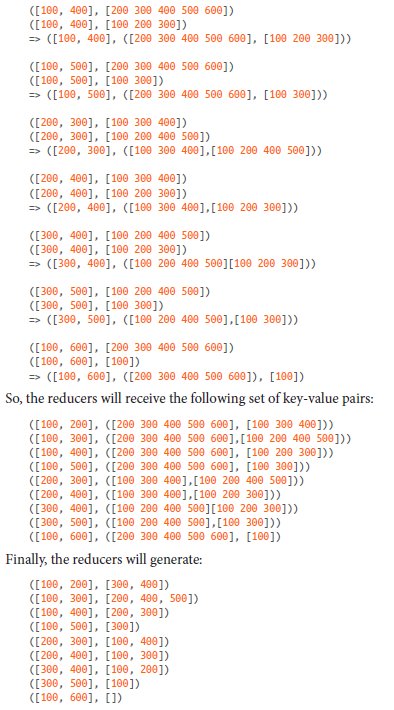 ([100, 400], [200 300 400 500 600])
([100, 400], [100 200 300])
=> ([100, 400], ([200 300 400 500 600], [100 200 300]))
([100, 500], [200 300 400 500 600])
([100, 500], [100 300])
=> ([100, 500], ([200 300 400 500 600], [100 300]))
([200, 300], [100 300 400])
([200, 300], [100 200 400 500])
=> ([200, 300], ([100 300 400],[100 200 400 500]))
([200, 400], [100 300 400])
([200, 400], [100 200 300])
=> ([200, 400], ([100 300 400],[100 200 300]))
([300, 400], [100 200 400 500])
([300, 400], [100 200 300])
=> ([300, 400], ([100 200 400 500][100 200 300]))
([300, 500], [100 200 400 500])
([300, 500], [100 300])
=> ([300, 500], ([100 200 400 500],[100 300]))
([100, 600], [200 300 400 500 600])
([100, 600], [100])
=> ([100, 600], ([200 300 400 500 600]), [100])
So, the reducers will receive the following set of key-value pairs:
([100, 200], ([200 300 400 500 600], [100 300 400]))
([100, 300], ([200 300 400 500 600],[100 200 400 500]))
([100, 400], ([200 300 400 500 600], [100 200 300]))
([100, 500], ([200 300 400 500 600], [100 300]))
([200, 300], ([100 300 400],[100 200 400 500]))
([200, 400], ([100 300 400],[100 200 300]))
([300, 400], ([100 200 400 500][100 200 300]))
([300, 500], ([100 200 400 500],[100 300]))
([100, 600], ([200 300 400 500 600], [100])
Finally, the reducers will generate:
([100, 200], [300, 400])
([100, 300], [200, 400, 500])
([100, 400], [200, 300])
([100, 500], [300])
([200, 300], [100, 400])
([200, 400], [100, 300])
([300, 400], [100, 200])
([300, 500], [100])
([100, 600], [])